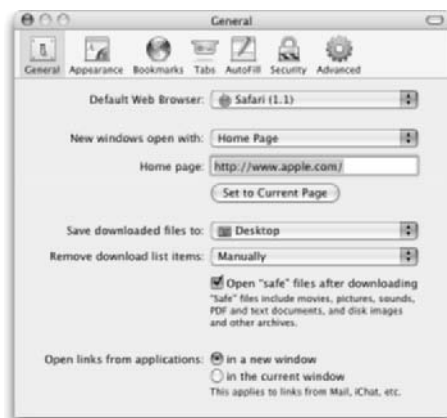 General
General Appearance Bookmarks Tabs AutoFill Security Advanced
Default Web Browser: Safari (1.1)
New windows open with: Home Page
Home page: http://www.apple.com/
Set to Current Page
Save downloaded files to: Desktop
Remove download list items: Manually
Open "safe" files after downloading
"Safe" files include movies, pictures, sounds,
PDF and text documents, and disk images
and other archives.
Open links from applications: in a new window
in the current window
This applies to links from Mail, iChat, etc.